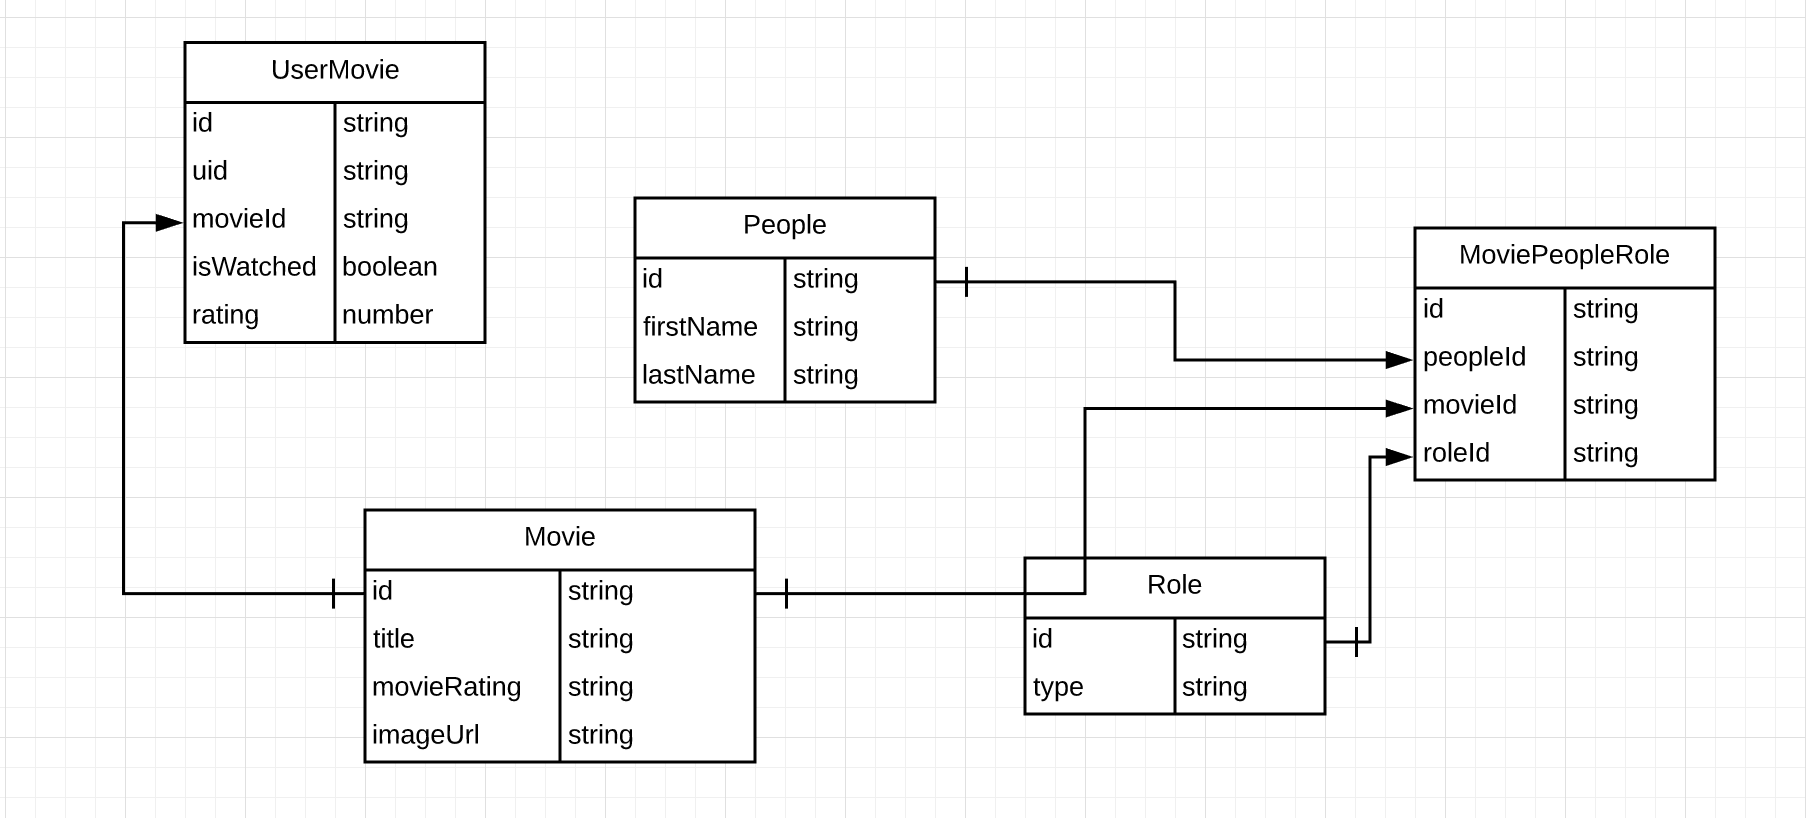 UserMovie
id string
uid string
movieId string
isWatched boolean
rating number
People
id string
firstName string
lastName string
MoviePeopleRole
id string
peopleId string
movieId string
roleId string
Movie
id string
title string
movieRating string
imageUrl string
Role
id string
type string